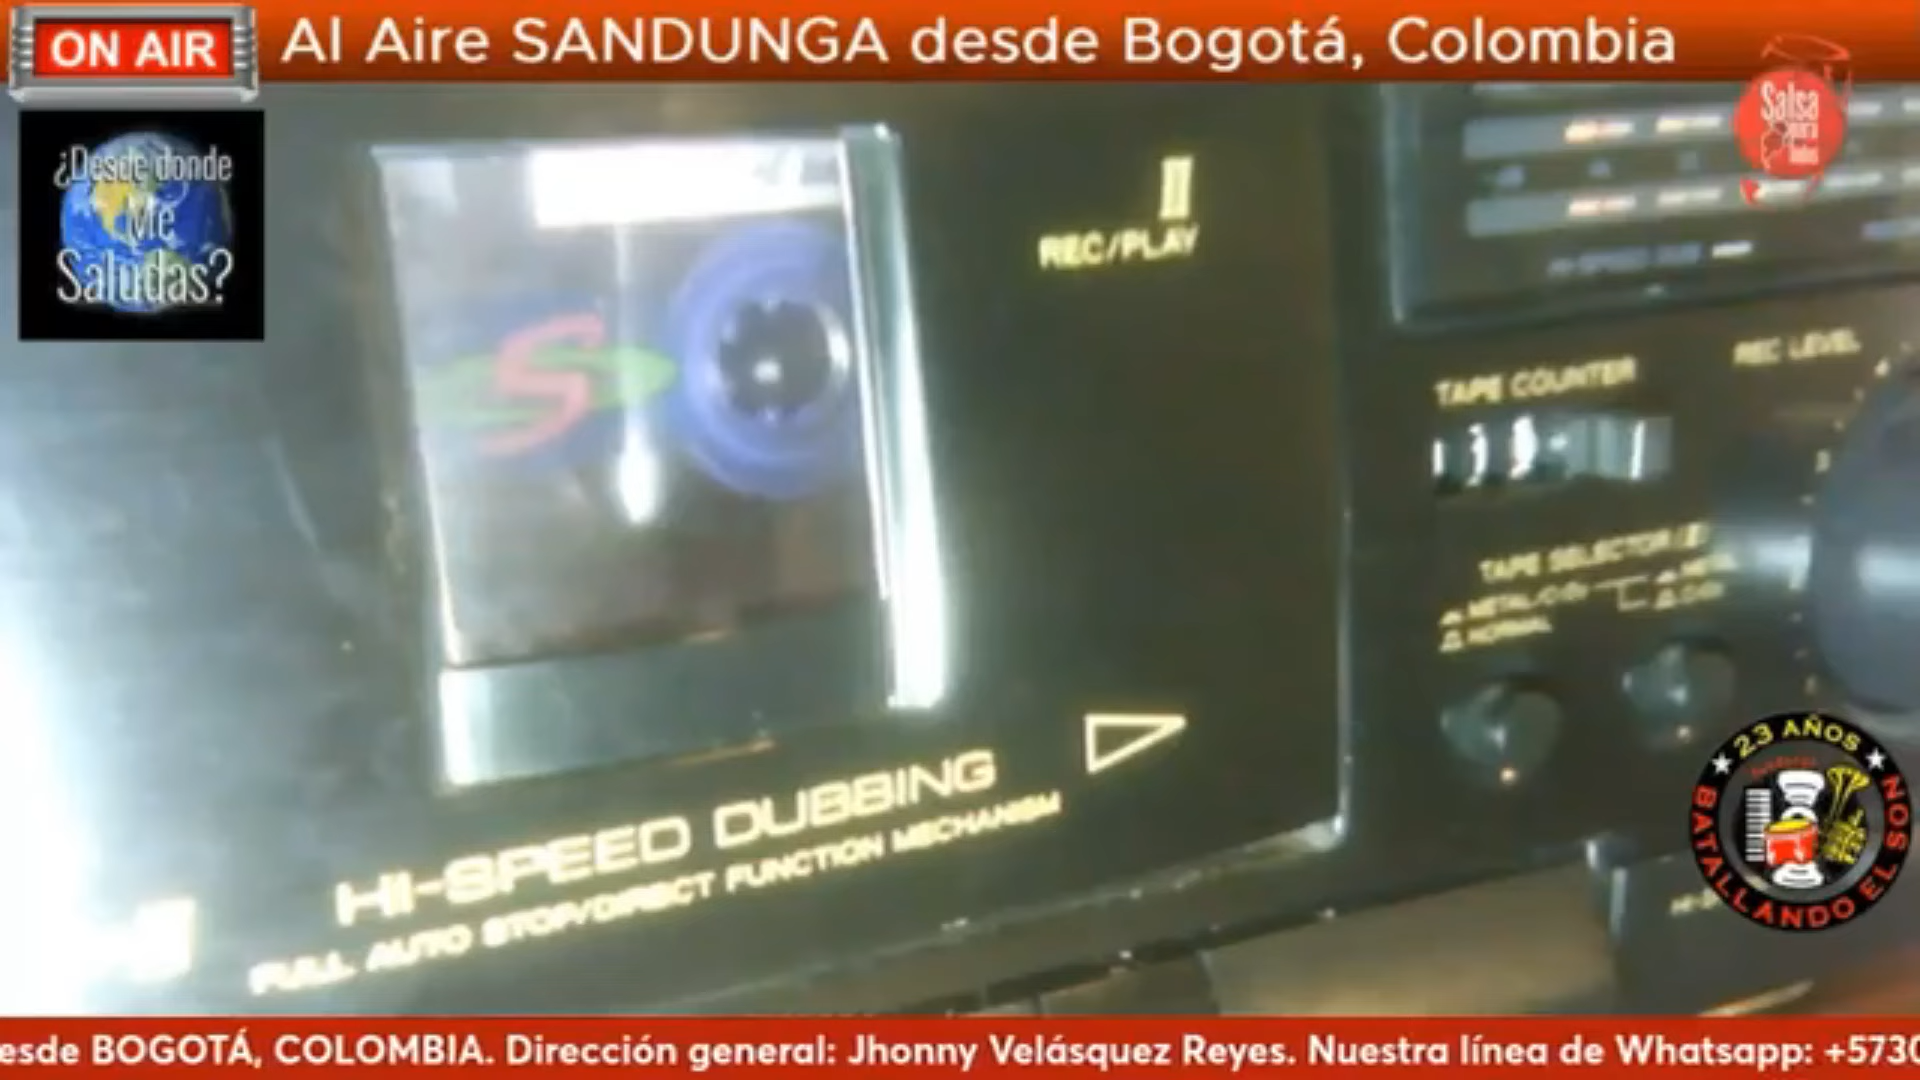 ON AIR
Al Aire SANDUNGA desde Bogotá, Colombia
Salsa
para
todos
¿Desde donde
Me
Saludas?
II
REC/PLAY
S
TAPE COUNTER
REC LEVEL
TAPE SELECTOR
NORMAL
HI-SPEED DUBBING
FULL AUTO STOP/DIRECT FUNCTION MECHANISM
23 AÑOS
BATALLANDO EL SON
esde BOGOTÁ, COLOMBIA. Dirección general: Jhonny Velásquez Reyes. Nuestra línea de Whatsapp: +5730